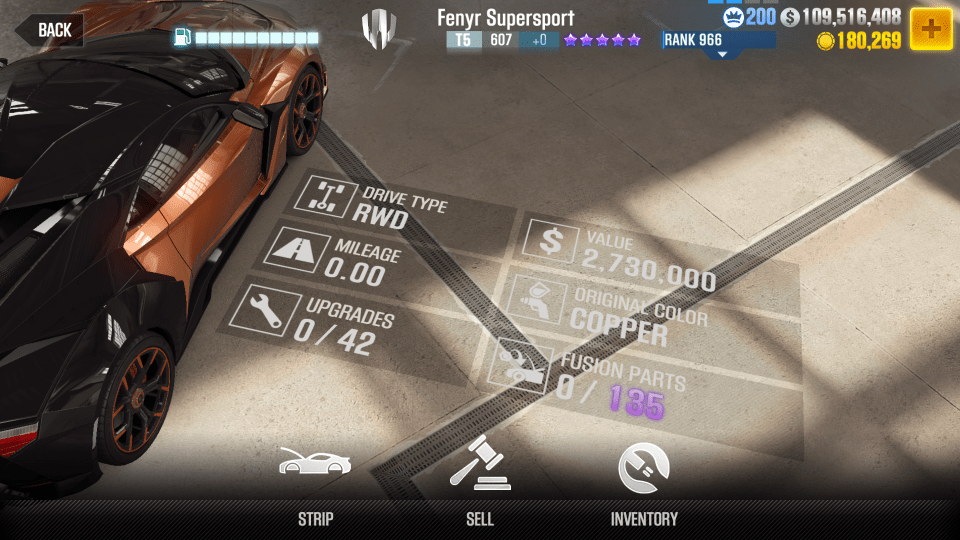 BACK
Fenyr Supersport
T5 607 +0
RANK 966
200 $ 109,516,408
180,269
DRIVE TYPE
RWD
MILEAGE
0.00
UPGRADES
0 / 42
$ VALUE
2,730,000
ORIGINAL COLOR
COPPER
FUSION PARTS
0 / 135
STRIP
SELL
INVENTORY